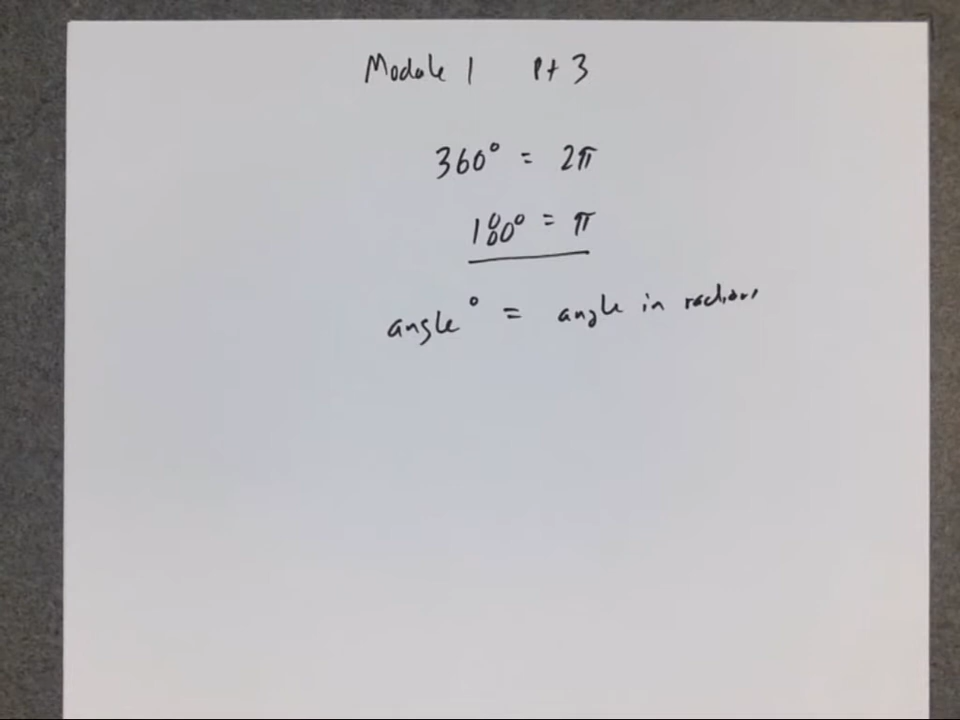 Module 1 Pt 3
360° = 2π
180° = π
angle° = angle in radians